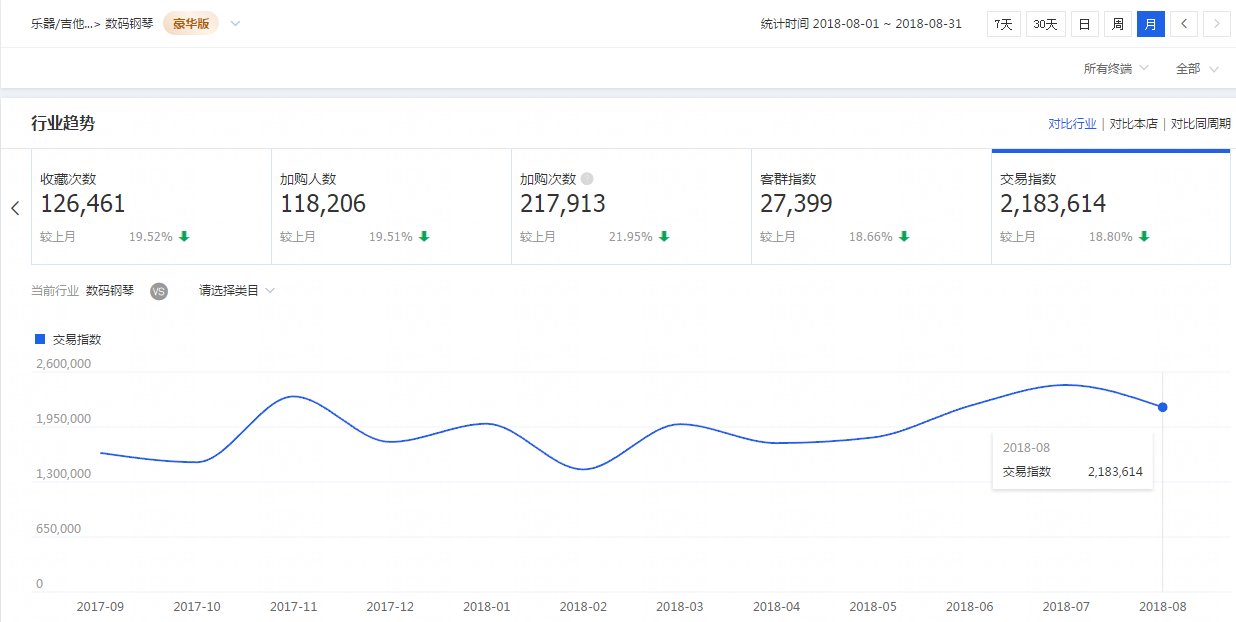 乐器/吉他...> 数码钢琴 豪华版 统计时间 2018-08-01 ~ 2018-08-31 7天 30天 日 周 月 < >
所有终端 全部
行业趋势 对比行业 | 对比本店 | 对比同周期
收藏次数 加购人数 加购次数 客群指数 交易指数
126,461 118,206 217,913 27,399 2,183,614
较上月 19.52% 较上月 19.51% 较上月 21.95% 较上月 18.66% 较上月 18.80%
当前行业 数码钢琴 VS 请选择类目
交易指数
2,600,000
1,950,000
2018-08
交易指数 2,183,614
1,300,000
650,000
0
2017-09 2017-10 2017-11 2017-12 2018-01 2018-02 2018-03 2018-04 2018-05 2018-06 2018-07 2018-08